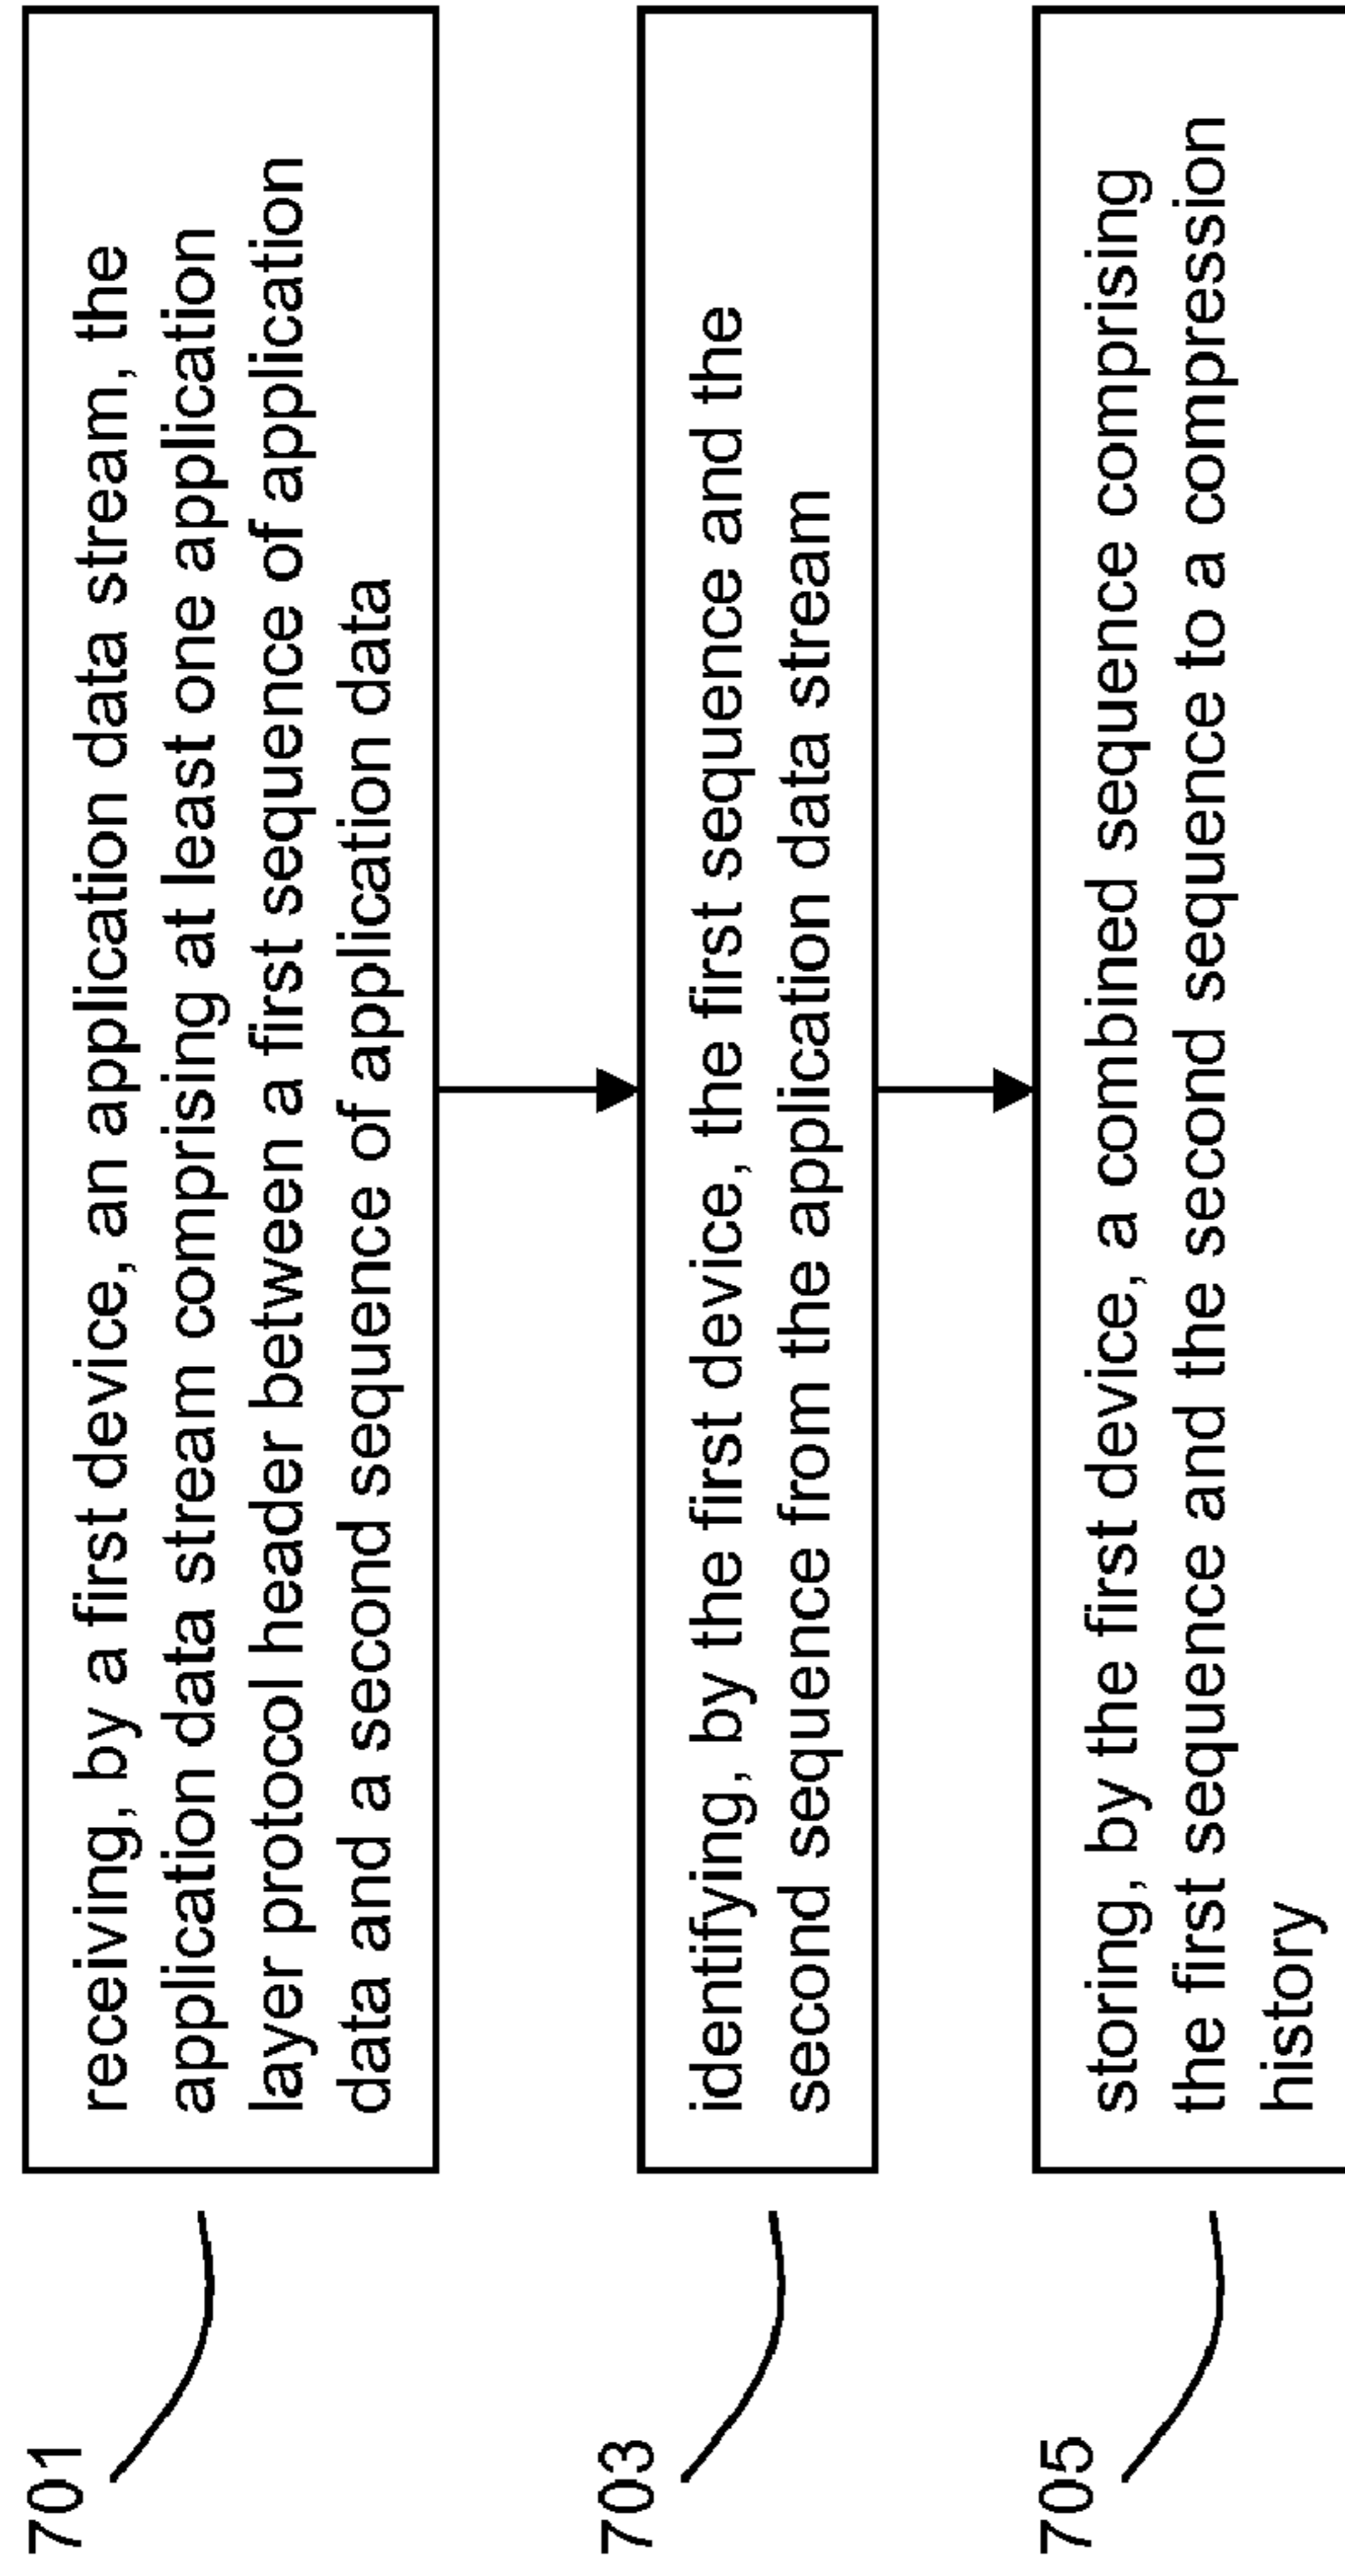 701
receiving, by a first device, an application data stream, the
application data stream comprising at least one application
layer protocol header between a first sequence of application
data and a second sequence of application data
703
identifying, by the first device, the first sequence and the
second sequence from the application data stream
705
storing, by the first device, a combined sequence comprising
the first sequence and the second sequence to a compression
history